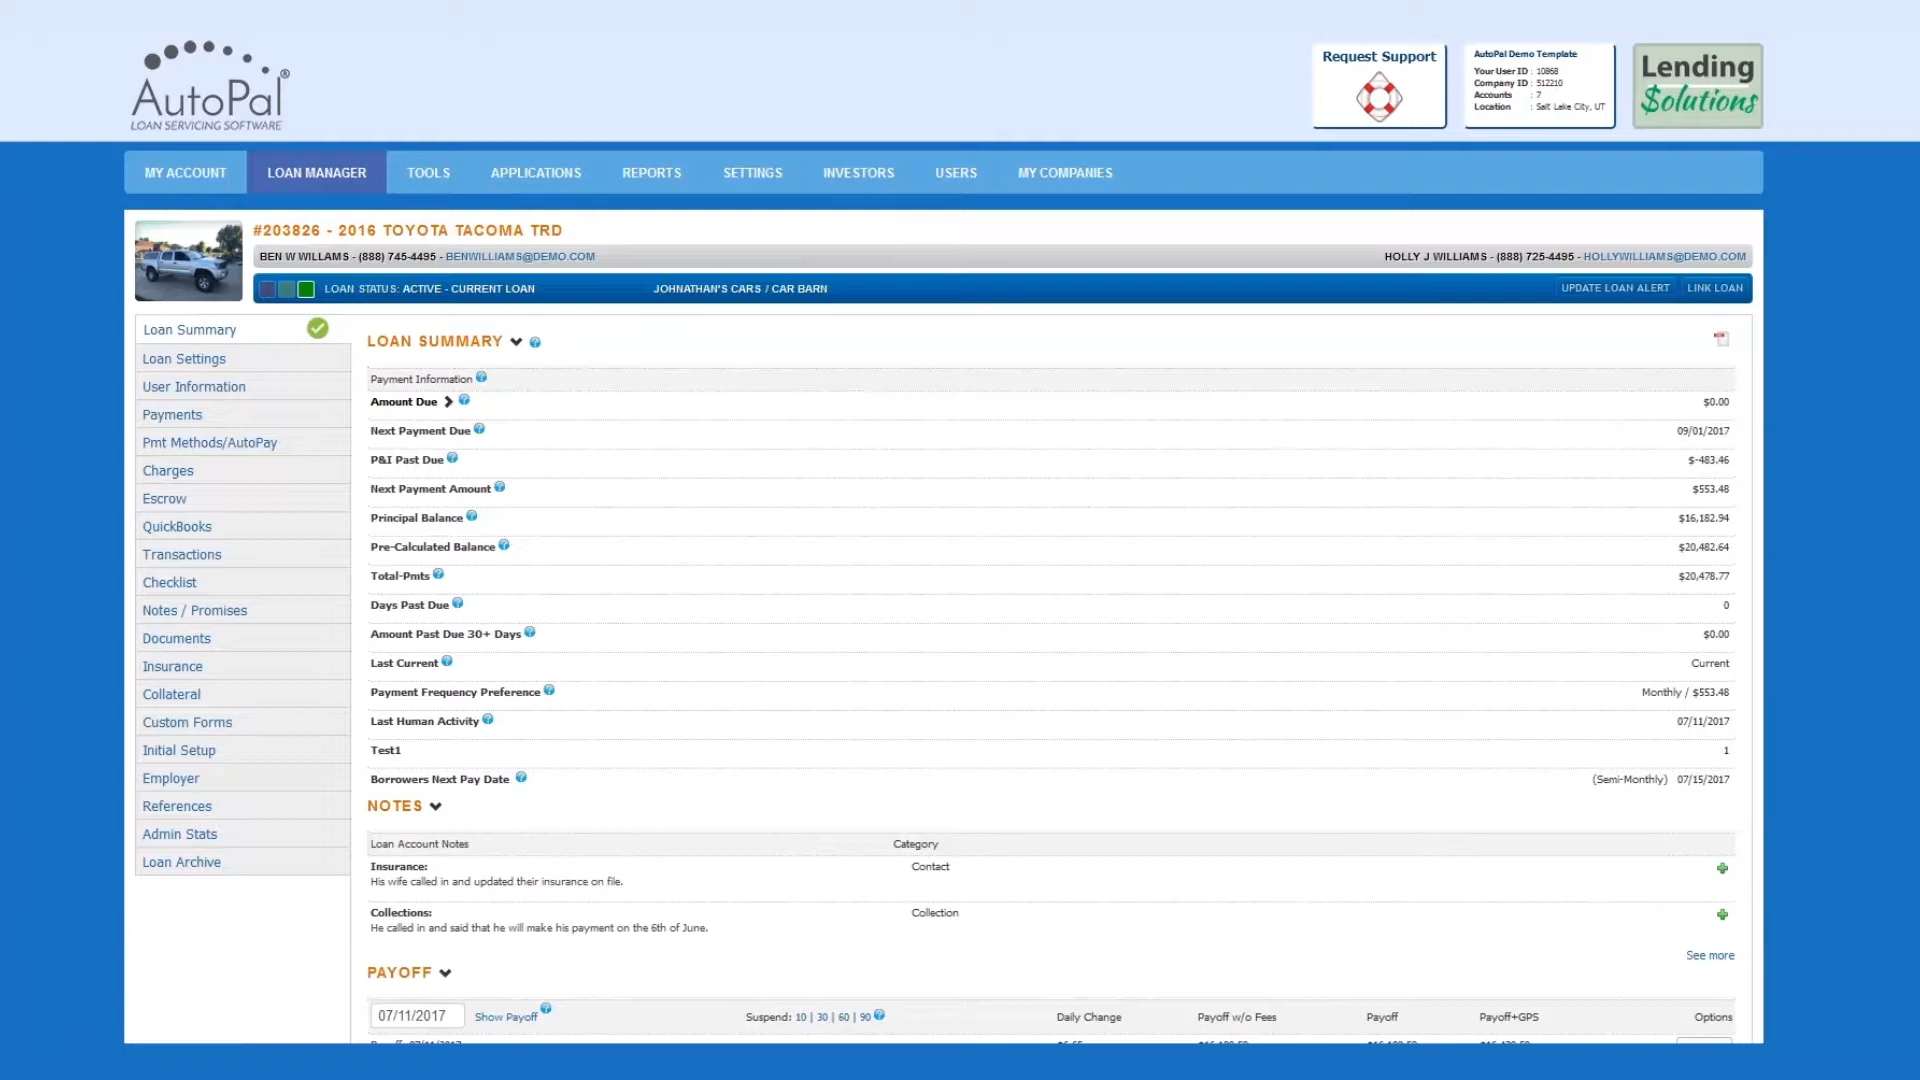 AutoPal®
LOAN SERVICING SOFTWARE
Request Support
AutoPal Demo Template
Your User ID : 10868
Company ID : 512210
Accounts : 7
Location : Salt Lake City, UT
Lending
$olutions
MY ACCOUNT LOAN MANAGER TOOLS APPLICATIONS REPORTS SETTINGS INVESTORS USERS MY COMPANIES
#203826 - 2016 TOYOTA TACOMA TRD
BEN W WILLAMS - (888) 745-4495 - BENWILLIAMS@DEMO.COM HOLLY J WILLIAMS - (888) 725-4495 - HOLLYWILLIAMS@DEMO.COM
LOAN STATUS: ACTIVE - CURRENT LOAN JOHNATHAN'S CARS / CAR BARN UPDATE LOAN ALERT LINK LOAN
Loan Summary
Loan Settings
User Information
Payments
Pmt Methods/AutoPay
Charges
Escrow
QuickBooks
Transactions
Checklist
Notes / Promises
Documents
Insurance
Collateral
Custom Forms
Initial Setup
Employer
References
Admin Stats
Loan Archive
LOAN SUMMARY
Payment Information
Amount Due $0.00
Next Payment Due 09/01/2017
P&I Past Due $-483.46
Next Payment Amount $553.48
Principal Balance $16,182.94
Pre-Calculated Balance $20,482.64
Total-Pmts $20,478.77
Days Past Due 0
Amount Past Due 30+ Days $0.00
Last Current Current
Payment Frequency Preference Monthly / $553.48
Last Human Activity 07/11/2017
Test1 1
Borrowers Next Pay Date (Semi-Monthly) 07/15/2017
NOTES
Loan Account Notes Category
Insurance: Contact
His wife called in and updated their insurance on file.
Collections: Collection
He called in and said that he will make his payment on the 6th of June.
See more
PAYOFF
07/11/2017 Show Payoff Suspend: 10 | 30 | 60 | 90 Daily Change Payoff w/o Fees Payoff Payoff+GPS Options